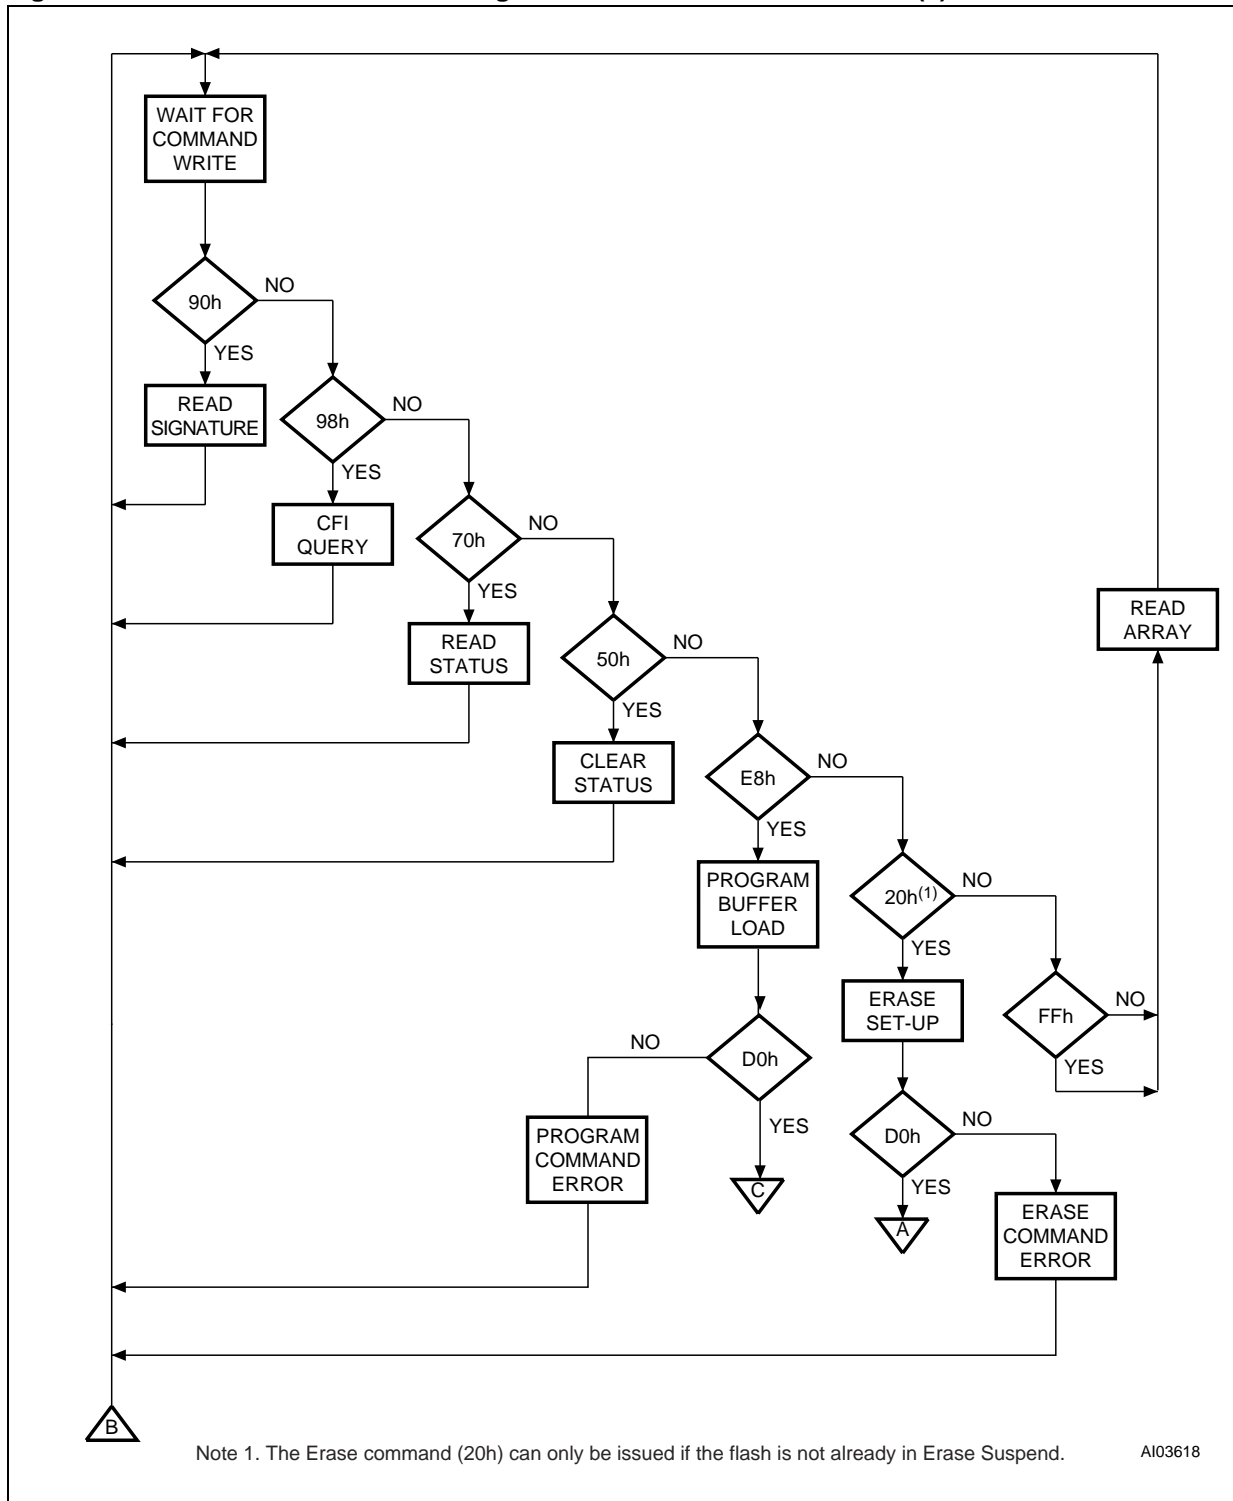 WAIT FOR
COMMAND
WRITE
90h
NO
YES
READ
SIGNATURE
98h
NO
YES
CFI
QUERY
70h
NO
YES
READ
STATUS
50h
NO
YES
CLEAR
STATUS
READ
ARRAY
E8h
NO
YES
PROGRAM
BUFFER
LOAD
20h(1)
NO
YES
ERASE
SET-UP
FFh
NO
YES
D0h
NO
YES
PROGRAM
COMMAND
ERROR
C
D0h
NO
YES
A
ERASE
COMMAND
ERROR
B
Note 1. The Erase command (20h) can only be issued if the flash is not already in Erase Suspend.
AI03618